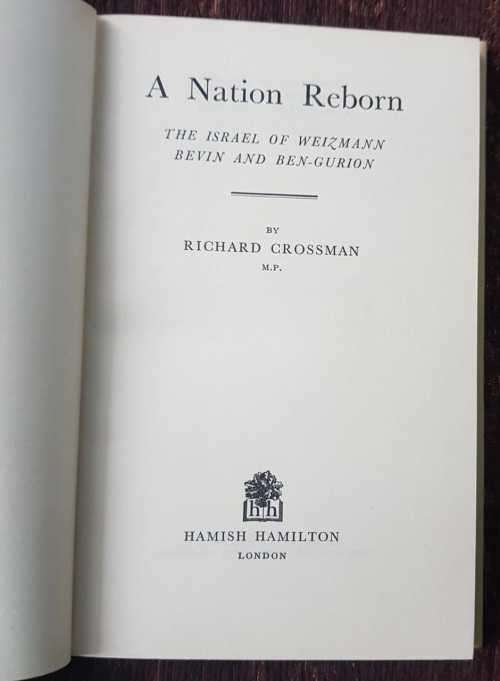 A Nation Reborn
THE ISRAEL OF WEIZMANN
BEVIN AND BEN-GURION
BY
RICHARD CROSSMAN
M.P.
hh
HAMISH HAMILTON
LONDON